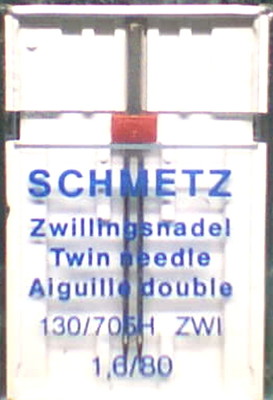 SCHMETZ
Zwillingsnadel
Twin needle
Aiguille double
130/705H ZWI
1,6/80